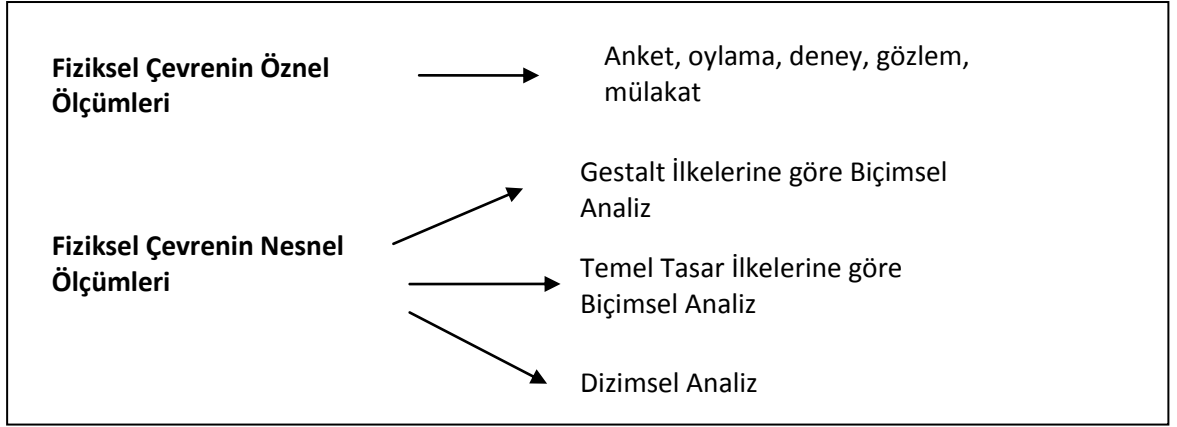 Fiziksel Çevrenin Öznel
Ölçümleri
Anket, oylama, deney, gözlem,
mülakat
Fiziksel Çevrenin Nesnel
Ölçümleri
Gestalt İlkelerine göre Biçimsel
Analiz
Temel Tasar İlkelerine göre
Biçimsel Analiz
Dizimsel Analiz